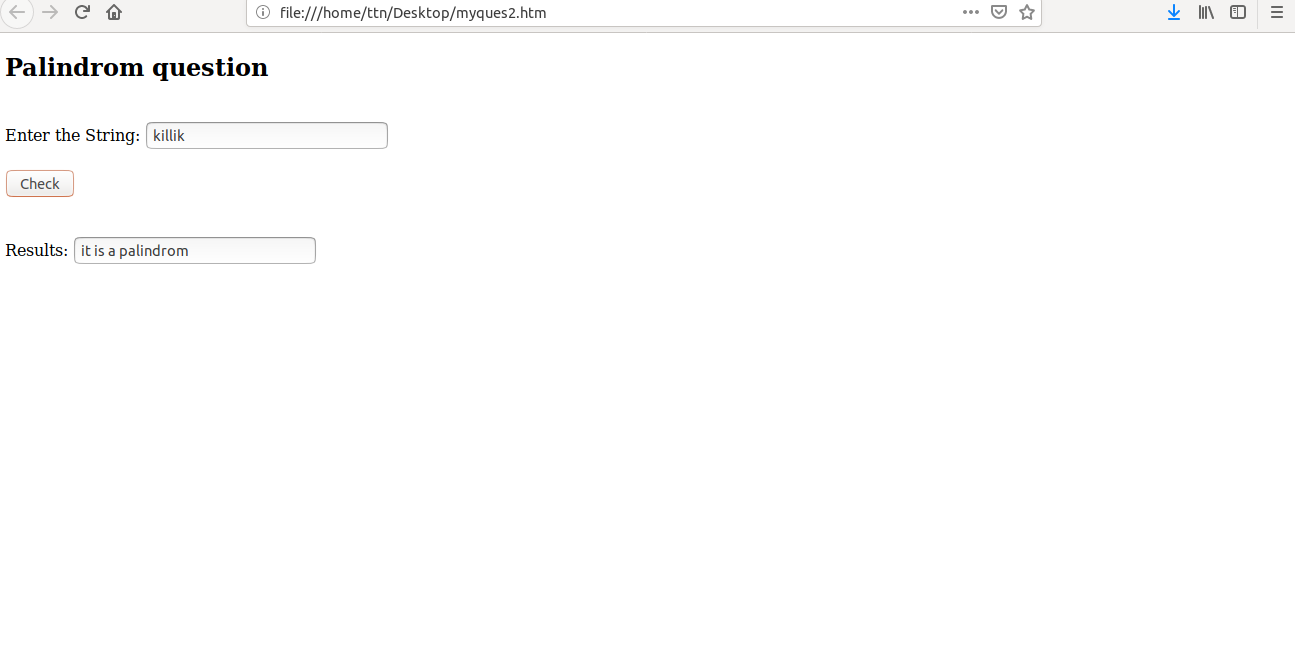 file:///home/ttn/Desktop/myques2.htm
Palindrom question
Enter the String: killik
Check
Results: it is a palindrom